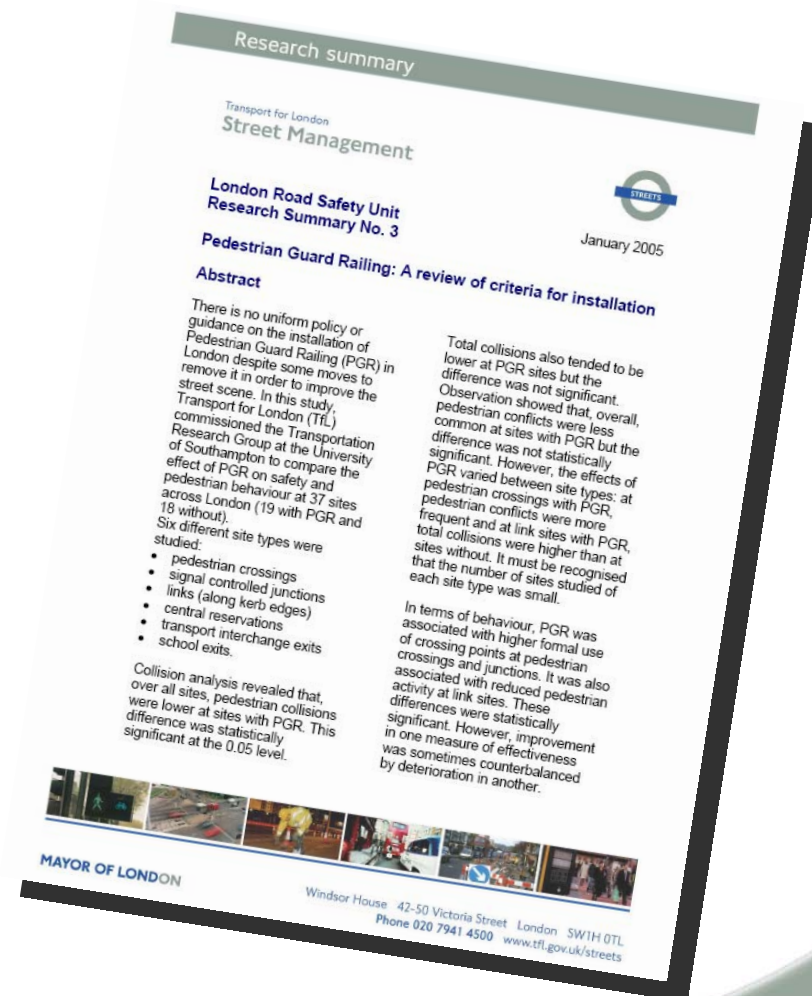 Research summary
Transport for London
Street Management
STREETS
London Road Safety Unit
Research Summary No. 3
January 2005
Pedestrian Guard Railing: A review of criteria for installation
Abstract
There is no uniform policy or
guidance on the installation of
Pedestrian Guard Railing (PGR) in
London despite some moves to
remove it in order to improve the
street scene. In this study,
Transport for London (TfL)
commissioned the Transportation
Research Group at the University
of Southampton to compare the
effect of PGR on safety and
pedestrian behaviour at 37 sites
across London (19 with PGR and
18 without).
Six different site types were
studied:
• pedestrian crossings
• signal controlled junctions
• links (along kerb edges)
• central reservations
• transport interchange exits
• school exits.
Collision analysis revealed that,
over all sites, pedestrian collisions
were lower at sites with PGR. This
difference was statistically
significant at the 0.05 level.
Total collisions also tended to be
lower at PGR sites but the
difference was not significant.
Observation showed that, overall,
pedestrian conflicts were less
common at sites with PGR but the
difference was not statistically
significant. However, the effects of
PGR varied between site types: at
pedestrian crossings with PGR,
pedestrian conflicts were more
frequent and at link sites with PGR,
total collisions were higher than at
sites without. It must be recognised
that the number of sites studied of
each site type was small.
In terms of behaviour, PGR was
associated with higher formal use
of crossing points at pedestrian
crossings and junctions. It was also
associated with reduced pedestrian
activity at link sites. These
differences were statistically
significant. However, improvement
in one measure of effectiveness
was sometimes counterbalanced
by deterioration in another.
MAYOR OF LONDON
Windsor House 42-50 Victoria Street London SW1H 0TL
Phone 020 7941 4500 www.tfl.gov.uk/streets